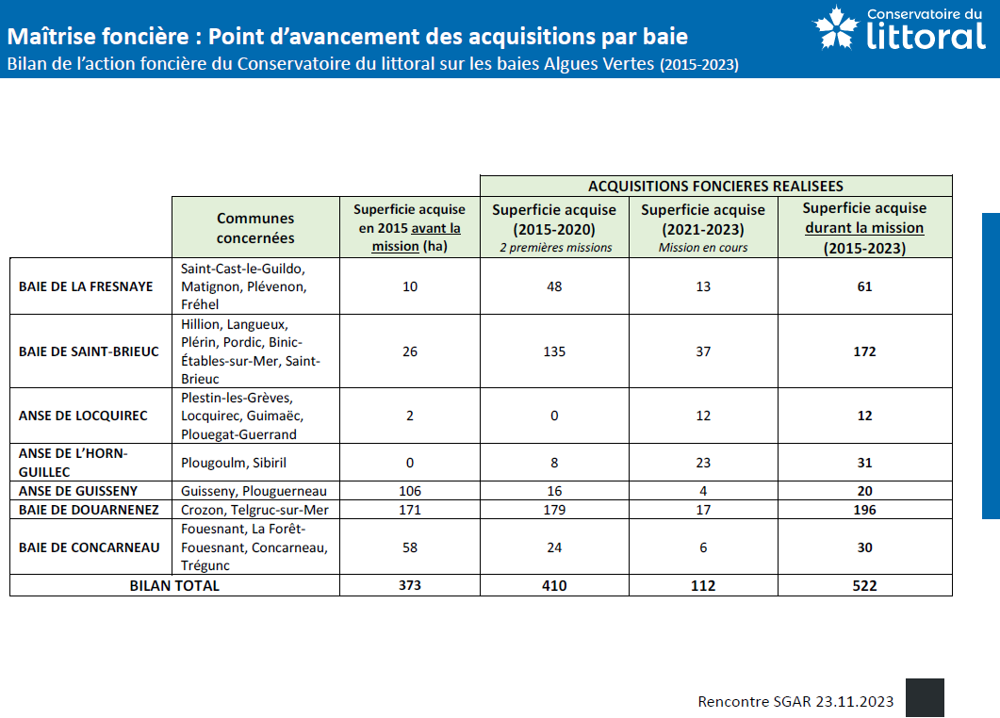 Maîtrise foncière : Point d’avancement des acquisitions par baie
Bilan de l’action foncière du Conservatoire du littoral sur les baies Algues Vertes (2015-2023)
Conservatoire du
littoral
ACQUISITIONS FONCIERES REALISEES
Communes
concernées
Superficie acquise
en 2015 avant la
mission (ha)
Superficie acquise
(2015-2020)
2 premières missions
Superficie acquise
(2021-2023)
Mission en cours
Superficie acquise
durant la mission
(2015-2023)
BAIE DE LA FRESNAYE
Saint-Cast-le-Guildo,
Matignon, Plévenon,
Fréhel
10
48
13
61
BAIE DE SAINT-BRIEUC
Hillion, Langueux,
Plérin, Pordic, Binic-
Étables-sur-Mer, Saint-
Brieuc
26
135
37
172
ANSE DE LOCQUIREC
Plestin-les-Grèves,
Locquirec, Guimaëc,
Plouegat-Guerrand
2
0
12
12
ANSE DE L’HORN-
GUILLEC
Plougoulm, Sibiril
0
8
23
31
ANSE DE GUISSENY
Guisseny, Plouguerneau
106
16
4
20
BAIE DE DOUARNENEZ
Crozon, Telgruc-sur-Mer
171
179
17
196
BAIE DE CONCARNEAU
Fouesnant, La Forêt-
Fouesnant, Concarneau,
Trégunc
58
24
6
30
BILAN TOTAL
373
410
112
522
Rencontre SGAR 23.11.2023